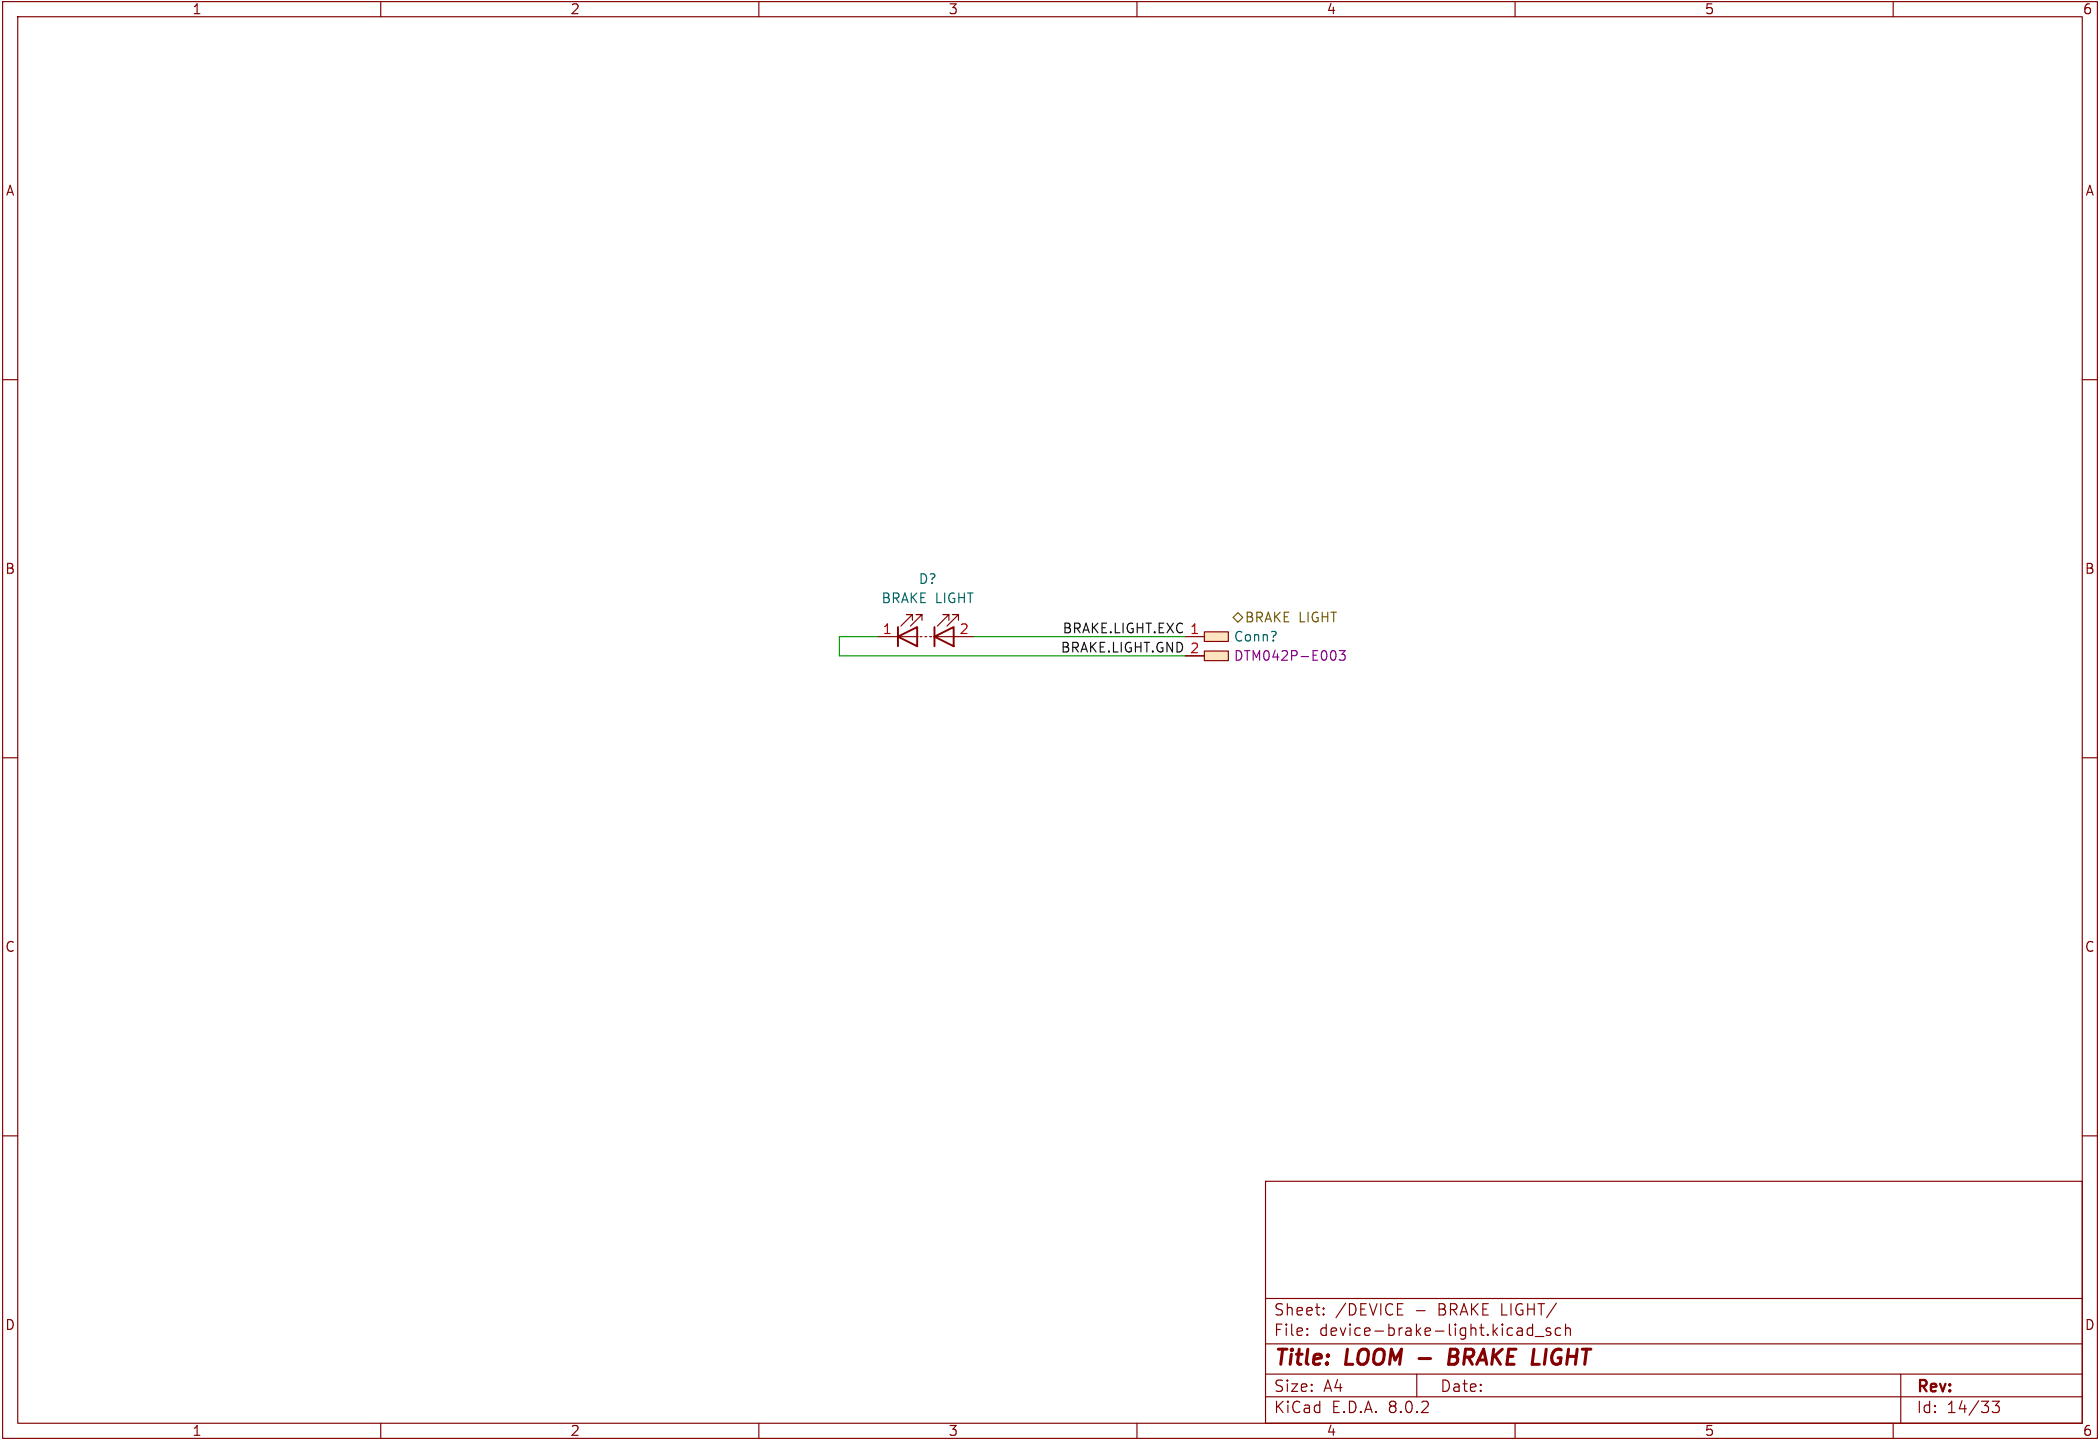 1 2 3 4 5 6
A A
B B
D?
BRAKE LIGHT
1 2
BRAKE.LIGHT.EXC 1
BRAKE.LIGHT.GND 2
BRAKE LIGHT
Conn?
DTM042P-E003
C C
D D
Sheet: /DEVICE - BRAKE LIGHT/
File: device-brake-light.kicad_sch
Title: LOOM - BRAKE LIGHT
Size: A4 Date: Rev:
KiCad E.D.A. 8.0.2 Id: 14/33
1 2 3 4 5 6